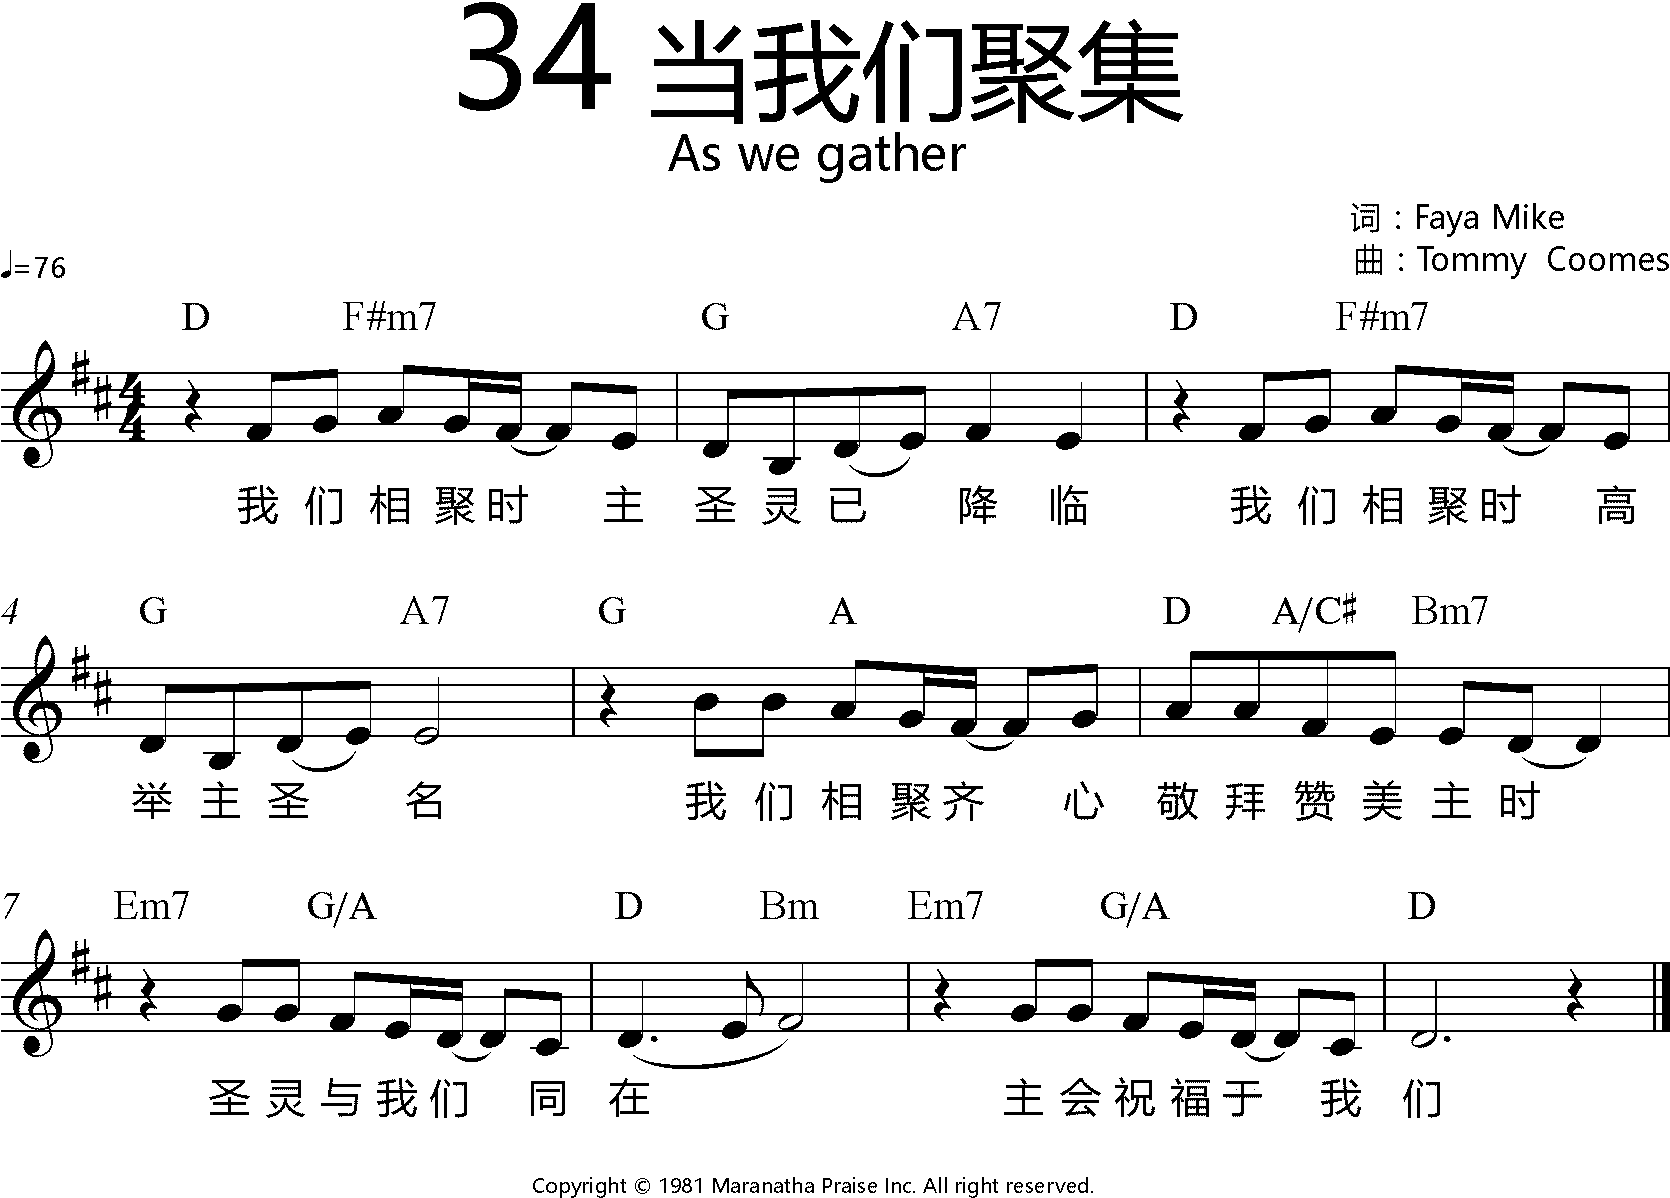 34 当我们聚集
As we gather
词：Faya Mike
曲：Tommy Coomes
♩=76
D F#m7 G A7 D F#m7
我 们 相 聚 时 主 圣 灵 已 降 临 我 们 相 聚 时 高
4 G A7 G A D A/C♯ Bm7
举 主 圣 名 我 们 相 聚 齐 心 敬 拜 赞 美 主 时
7 Em7 G/A D Bm Em7 G/A D
圣 灵 与 我 们 同 在 主 会 祝 福 于 我 们
Copyright © 1981 Maranatha Praise Inc. All right reserved.